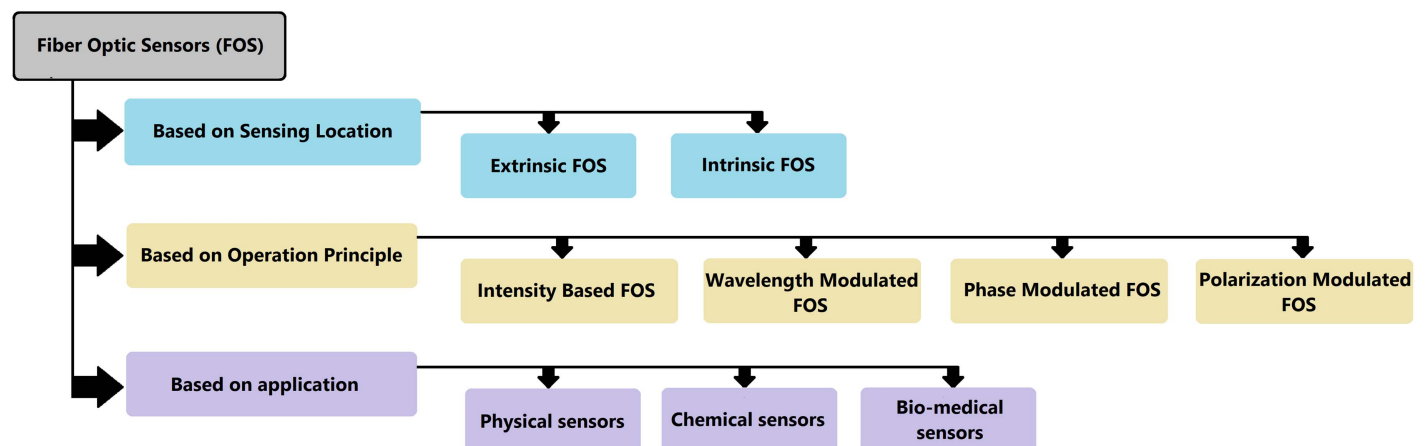 Fiber Optic Sensors (FOS)
Based on Sensing Location
Extrinsic FOS
Intrinsic FOS
Based on Operation Principle
Intensity Based FOS
Wavelength Modulated
FOS
Phase Modulated FOS
Polarization Modulated
FOS
Based on application
Physical sensors
Chemical sensors
Bio-medical
sensors